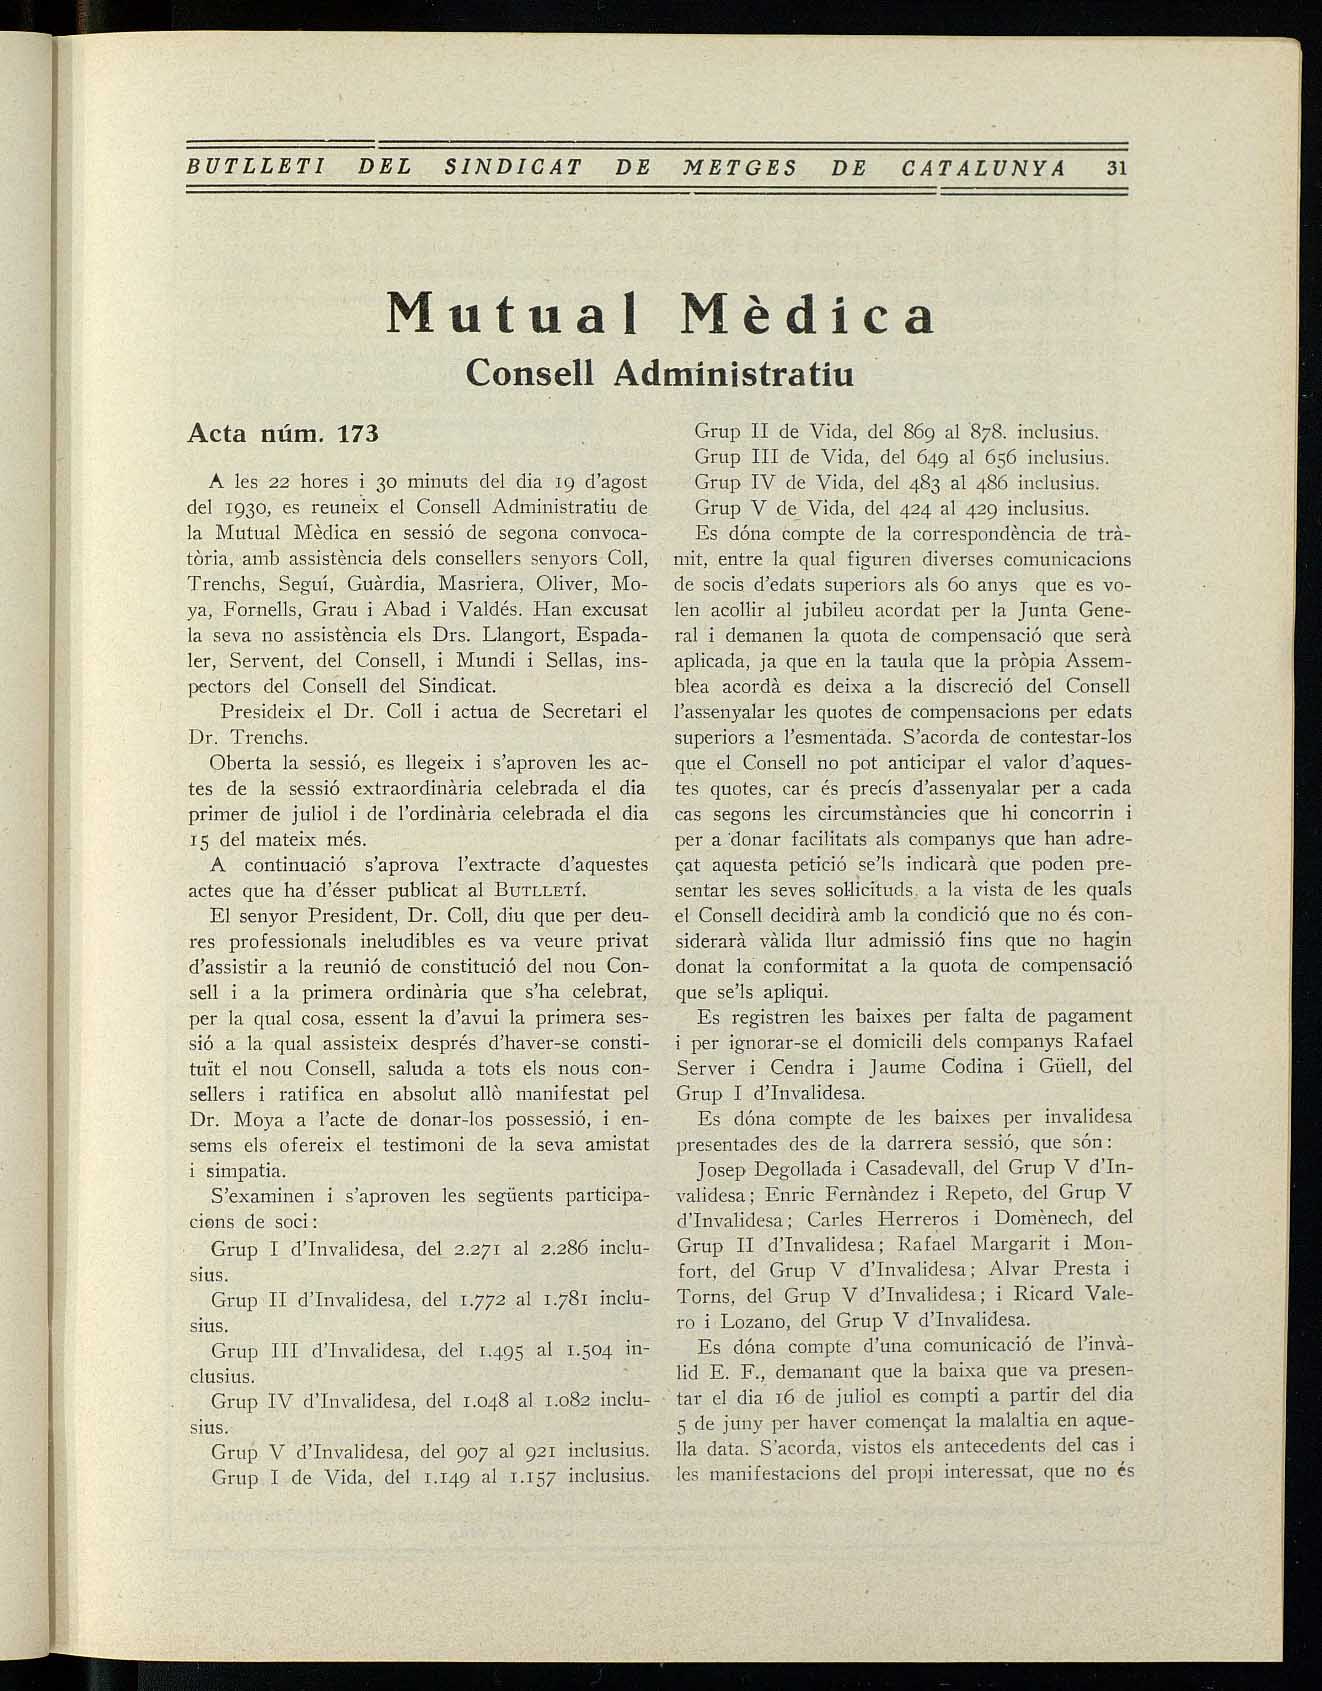 BUTLLETI DEL SINDICAT DE METGES DE CATALUNYA 31
Mutual Mèdica
Consell Administratiu
Acta núm. 173
A les 22 hores i 30 minuts del dia 19 d'agost
del 1930, es reuneix el Consell Administratiu de
la Mutual Mèdica en sessió de segona convoca-
tòria, amb assistència dels consellers senyors Coll,
Trenchs, Seguí, Guàrdia, Masriera, Oliver, Mo-
ya, Fornells, Grau i Abad i Valdés. Han excusat
la seva no assistència els Drs. Llangort, Espada-
ler, Servent, del Consell, i Mundi i Sellas, ins-
pectors del Consell del Sindicat.
Presideix el Dr. Coll i actua de Secretari el
Dr. Trenchs.
Oberta la sessió, es llegeix i s'aproven les ac-
tes de la sessió extraordinària celebrada el dia
primer de juliol i de l'ordinària celebrada el dia
15 del mateix més.
A continuació s'aprova l'extracte d'aquestes
actes que ha d'ésser publicat al BUTLLETÍ.
El senyor President, Dr. Coll, diu que per deu-
res professionals ineludibles es va veure privat
d'assistir a la reunió de constitució del nou Con-
sell i a la primera ordinària que s'ha celebrat,
per la qual cosa, essent la d'avui la primera ses-
sió a la qual assisteix després d'haver-se consti-
tuït el nou Consell, saluda a tots els nous con-
sellers i ratifica en absolut allò manifestat pel
Dr. Moya a l'acte de donar-los possessió, i en-
sems els ofereix el testimoni de la seva amistat
i simpatia.
S'examinen i s'aproven les següents participa-
cions de soci:
Grup I d'Invalidesa, del 2.271 al 2.286 inclu-
sius.
Grup II d'Invalidesa, del 1.772 al 1.781 inclu-
sius.
Grup III d'Invalidesa, del 1.495 al 1.504 in-
clusius.
Grup IV d'Invalidesa, del 1.048 al 1.082 inclu-
sius.
Grup V d'Invalidesa, del 907 al 921 inclusius.
Grup I de Vida, del 1.149 al 1.157 inclusius.
Grup II de Vida, del 869 al 878. inclusius.
Grup III de Vida, del 649 al 656 inclusius.
Grup IV de Vida, del 483 al 486 inclusius.
Grup V de Vida, del 424 al 429 inclusius.
Es dóna compte de la correspondència de trà-
mit, entre la qual figuren diverses comunicacions
de socis d'edats superiors als 60 anys que es vo-
len acollir al jubileu acordat per la Junta Gene-
ral i demanen la quota de compensació que serà
aplicada, ja que en la taula que la pròpia Assem-
blea acordà es deixa a la discreció del Consell
l'assenyalar les quotes de compensacions per edats
superiors a l'esmentada. S'acorda de contestar-los
que el Consell no pot anticipar el valor d'aques-
tes quotes, car és precís d'assenyalar per a cada
cas segons les circumstàncies que hi concorrin i
per a donar facilitats als companys que han adre-
çat aquesta petició se'ls indicarà que poden pre-
sentar les seves sol·licituds, a la vista de les quals
el Consell decidirà amb la condició que no és con-
siderarà vàlida llur admissió fins que no hagin
donat la conformitat a la quota de compensació
que se'ls apliqui.
Es registren les baixes per falta de pagament
i per ignorar-se el domicili dels companys Rafael
Server i Cendra i Jaume Codina i Güell, del
Grup I d'Invalidesa.
Es dóna compte de les baixes per invalidesa
presentades des de la darrera sessió, que són:
Josep Degollada i Casadevall, del Grup V d'In-
validesa; Enric Fernàndez i Repeto, del Grup V
d'Invalidesa; Carles Herreros i Domènech, del
Grup II d'Invalidesa; Rafael Margarit i Mon-
fort, del Grup V d'Invalidesa; Alvar Presta i
Torns, del Grup V d'Invalidesa; i Ricard Vale-
ro i Lozano, del Grup V d'Invalidesa.
Es dóna compte d'una comunicació de l'invà-
lid E. F., demanant que la baixa que va presen-
tar el dia 16 de juliol es compti a partir del dia
5 de juny per haver començat la malaltia en aque-
lla data. S'acorda, vistos els antecedents del cas i
les manifestacions del propi interessat, que no és